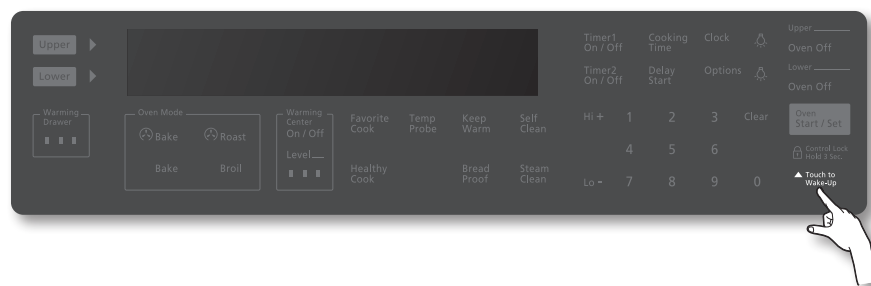 Upper
Lower
Warming
Drawer
Oven Mode
Bake
Roast
Bake
Broil
Warming
Center
On / Off
Level
Favorite
Cook
Temp
Probe
Keep
Warm
Self
Clean
Healthy
Cook
Bread
Proof
Steam
Clean
Timer1
On / Off
Cooking
Time
Clock
Timer2
On / Off
Delay
Start
Options
Hi +
1
2
3
Clear
4
5
6
Lo -
7
8
9
0
Upper
Oven Off
Lower
Oven Off
Oven
Start / Set
Control Lock
Hold 3 Sec.
Touch to
Wake-Up